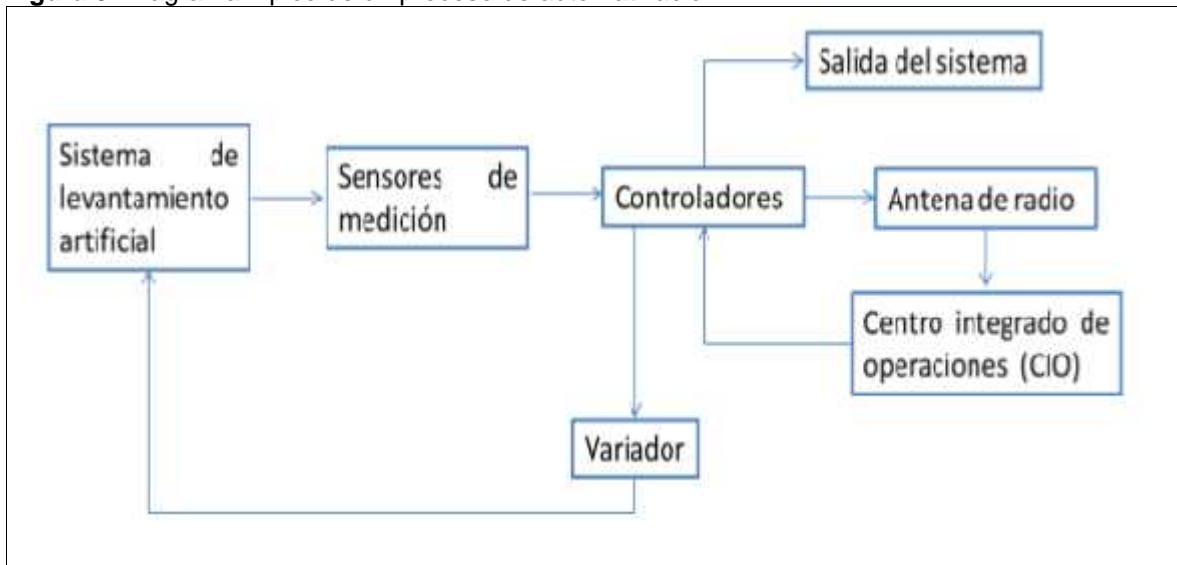 Salida del sistema
Sistema de
levantamiento
artificial
Sensores de
medición
Controladores
Antena de radio
Centro integrado de
operaciones (CIO)
Variador